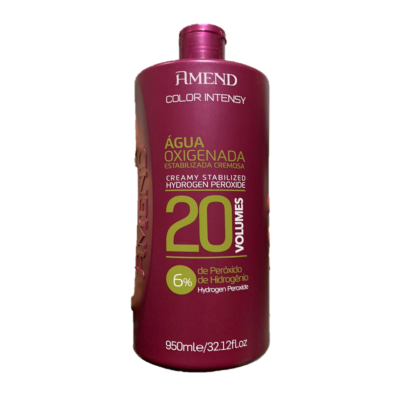 AMEND
COLOR INTENSY
ÁGUA
OXIGENADA
ESTABILIZADA CREMOSA
CREAMY STABILIZED
HYDROGEN PEROXIDE
20 VOLUMES
6%
de Peróxido
de Hidrogênio
Hydrogen Peroxide
950mle/32.12fl.oz
AMEND